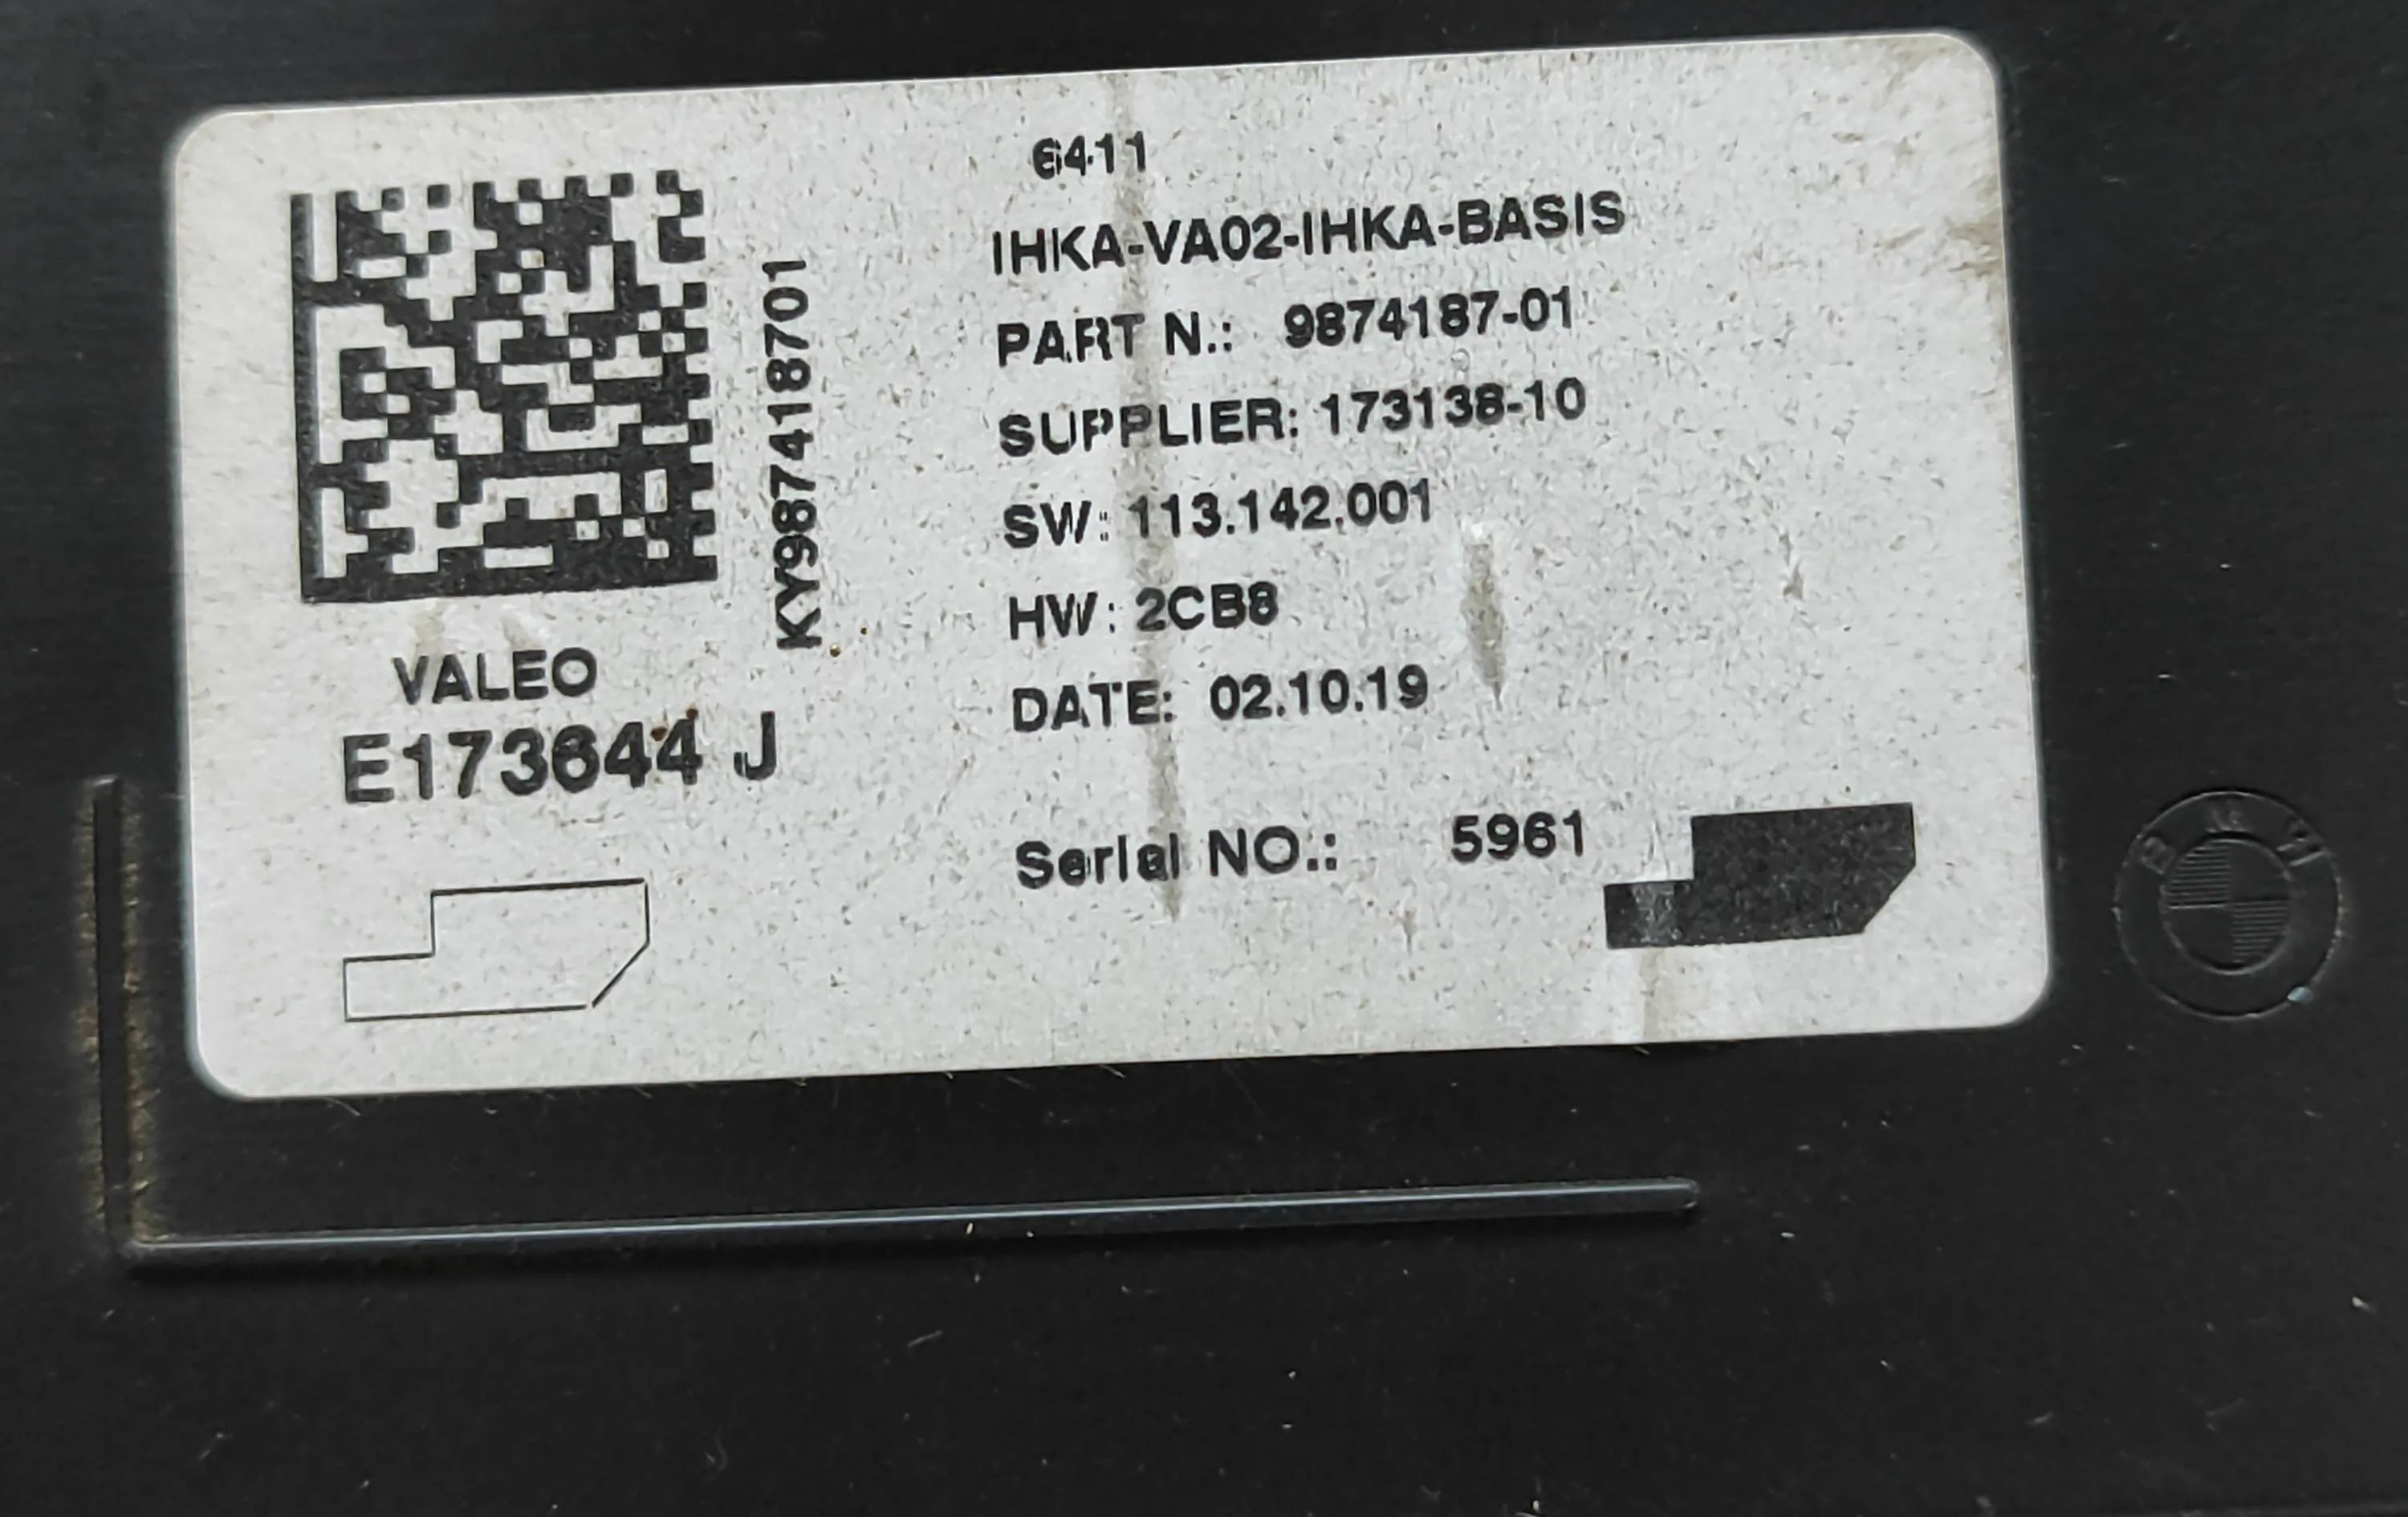 6411
IHKA-VA02-IHKA-BASIS
PART N.: 9874187-01
SUPPLIER: 173138-10
SW: 113.142.001
HW: 2CB8
DATE: 02.10.19
Serial NO.: 5961
KY987418701
VALEO
E173644 J
BMW